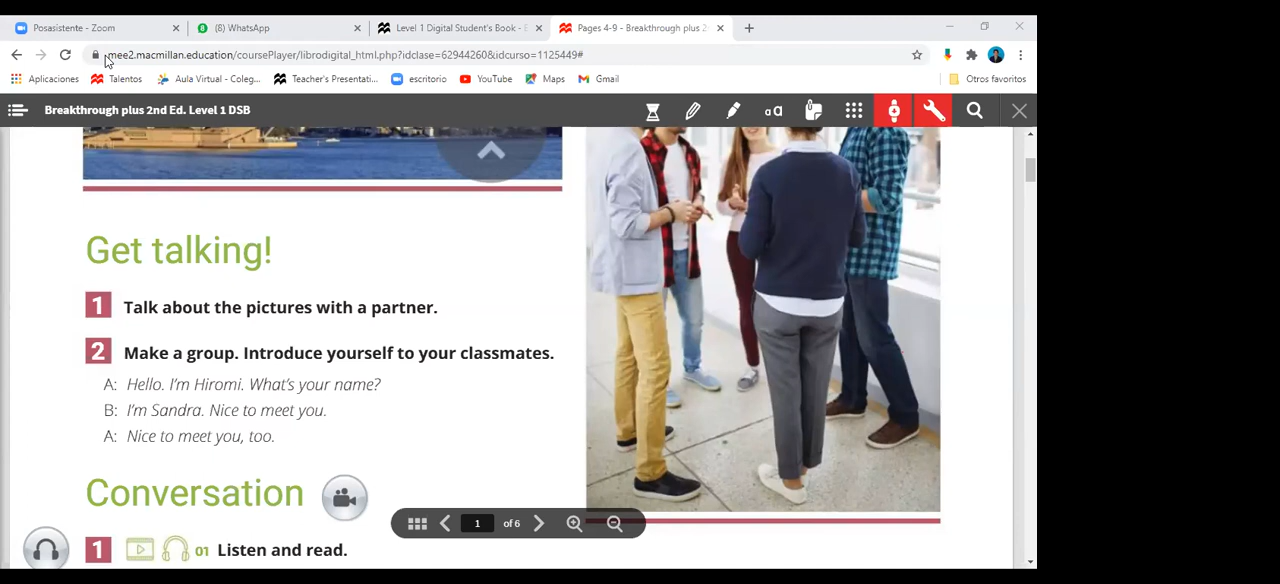 Posasistente - Zoom
(8) WhatsApp
Level 1 Digital Student's Book - E
Pages 4-9 - Breakthrough plus 2
mee2.macmillan.education/coursePlayer/librodigital_html.php?idclase=62944260&idcurso=1125449#
Aplicaciones
Talentos
Aula Virtual - Coleg...
Teacher's Presentati...
escritorio
YouTube
Maps
Gmail
Otros favoritos
Breakthrough plus 2nd Ed. Level 1 DSB
aa
Get talking!
1 Talk about the pictures with a partner.
2 Make a group. Introduce yourself to your classmates.
A: Hello. I'm Hiromi. What's your name?
B: I'm Sandra. Nice to meet you.
A: Nice to meet you, too.
Conversation
1 of 6
1 01 Listen and read.